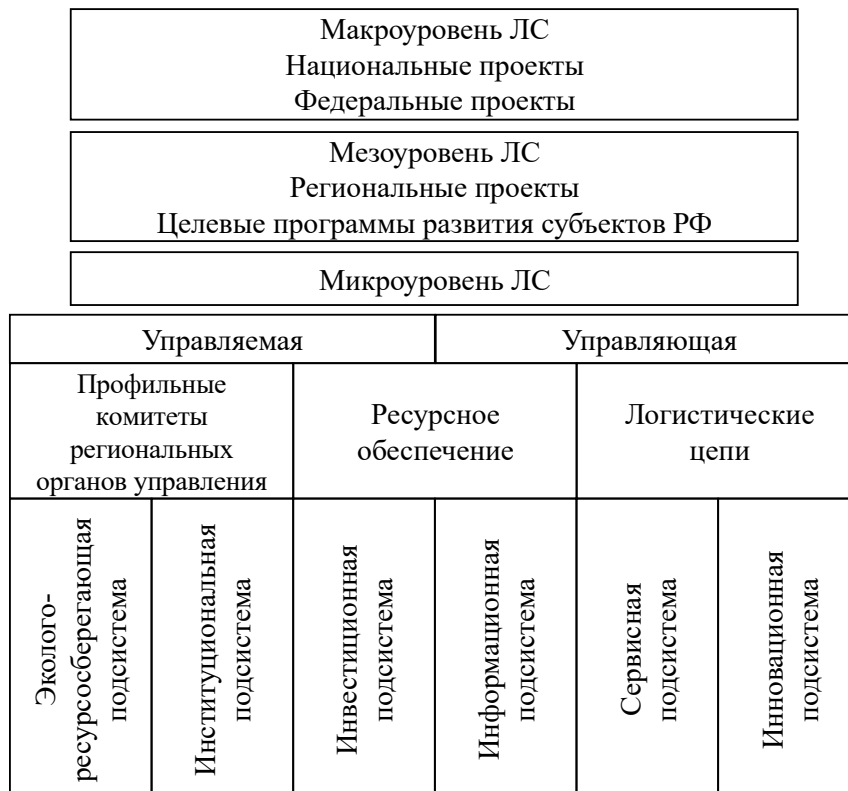 Макроуровень ЛС
Национальные проекты
Федеральные проекты
Мезоуровень ЛС
Региональные проекты
Целевые программы развития субъектов РФ
Микроуровень ЛС
Управляемая
Управляющая
Профильные
комитеты
региональных
органов управления
Ресурсное
обеспечение
Логистические
цепи
Эколого-
ресурсосберегающая
подсистема
Институциональная
подсистема
Инвестиционная
подсистема
Информационная
подсистема
Сервисная
подсистема
Инновационная
подсистема